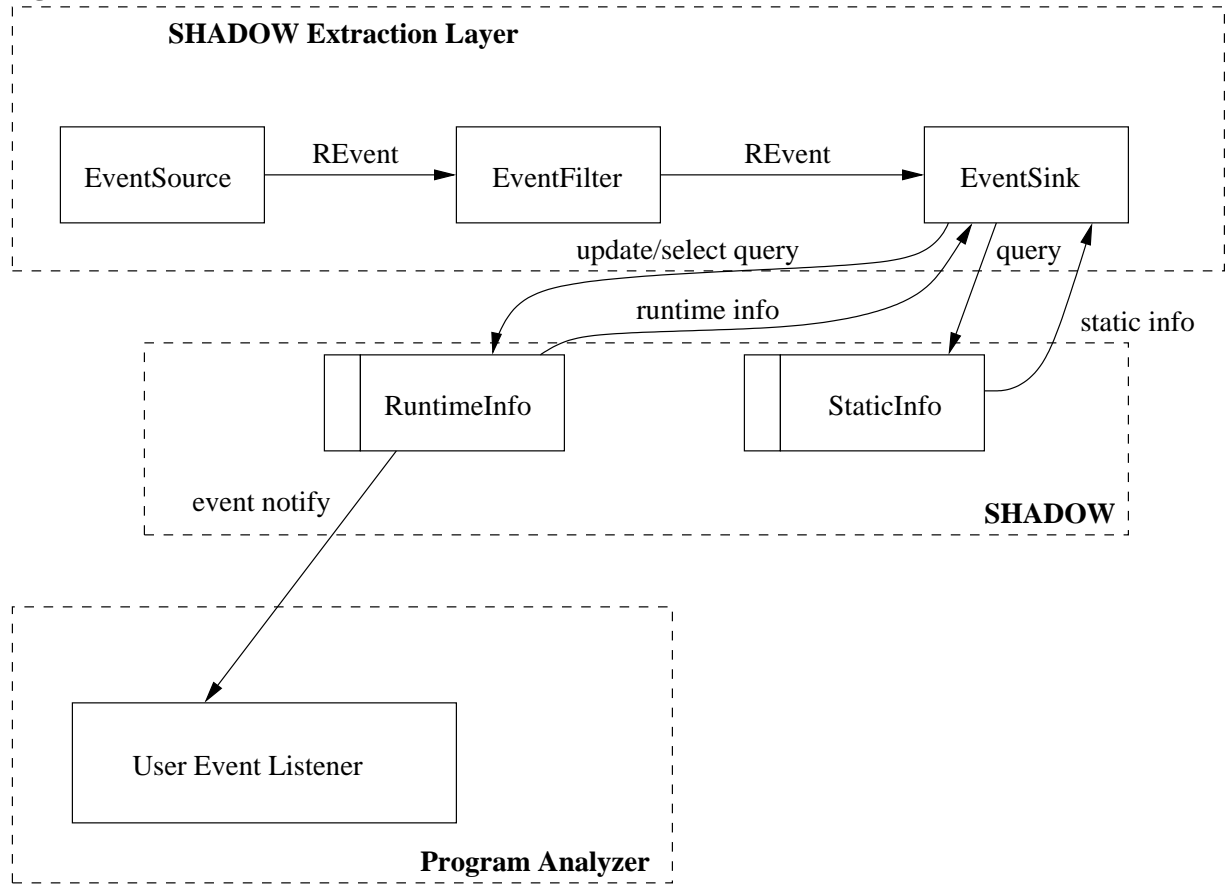 SHADOW Extraction Layer
REvent
REvent
EventSource
EventFilter
EventSink
update/select query
query
runtime info
static info
RuntimeInfo
StaticInfo
event notify
SHADOW
User Event Listener
Program Analyzer